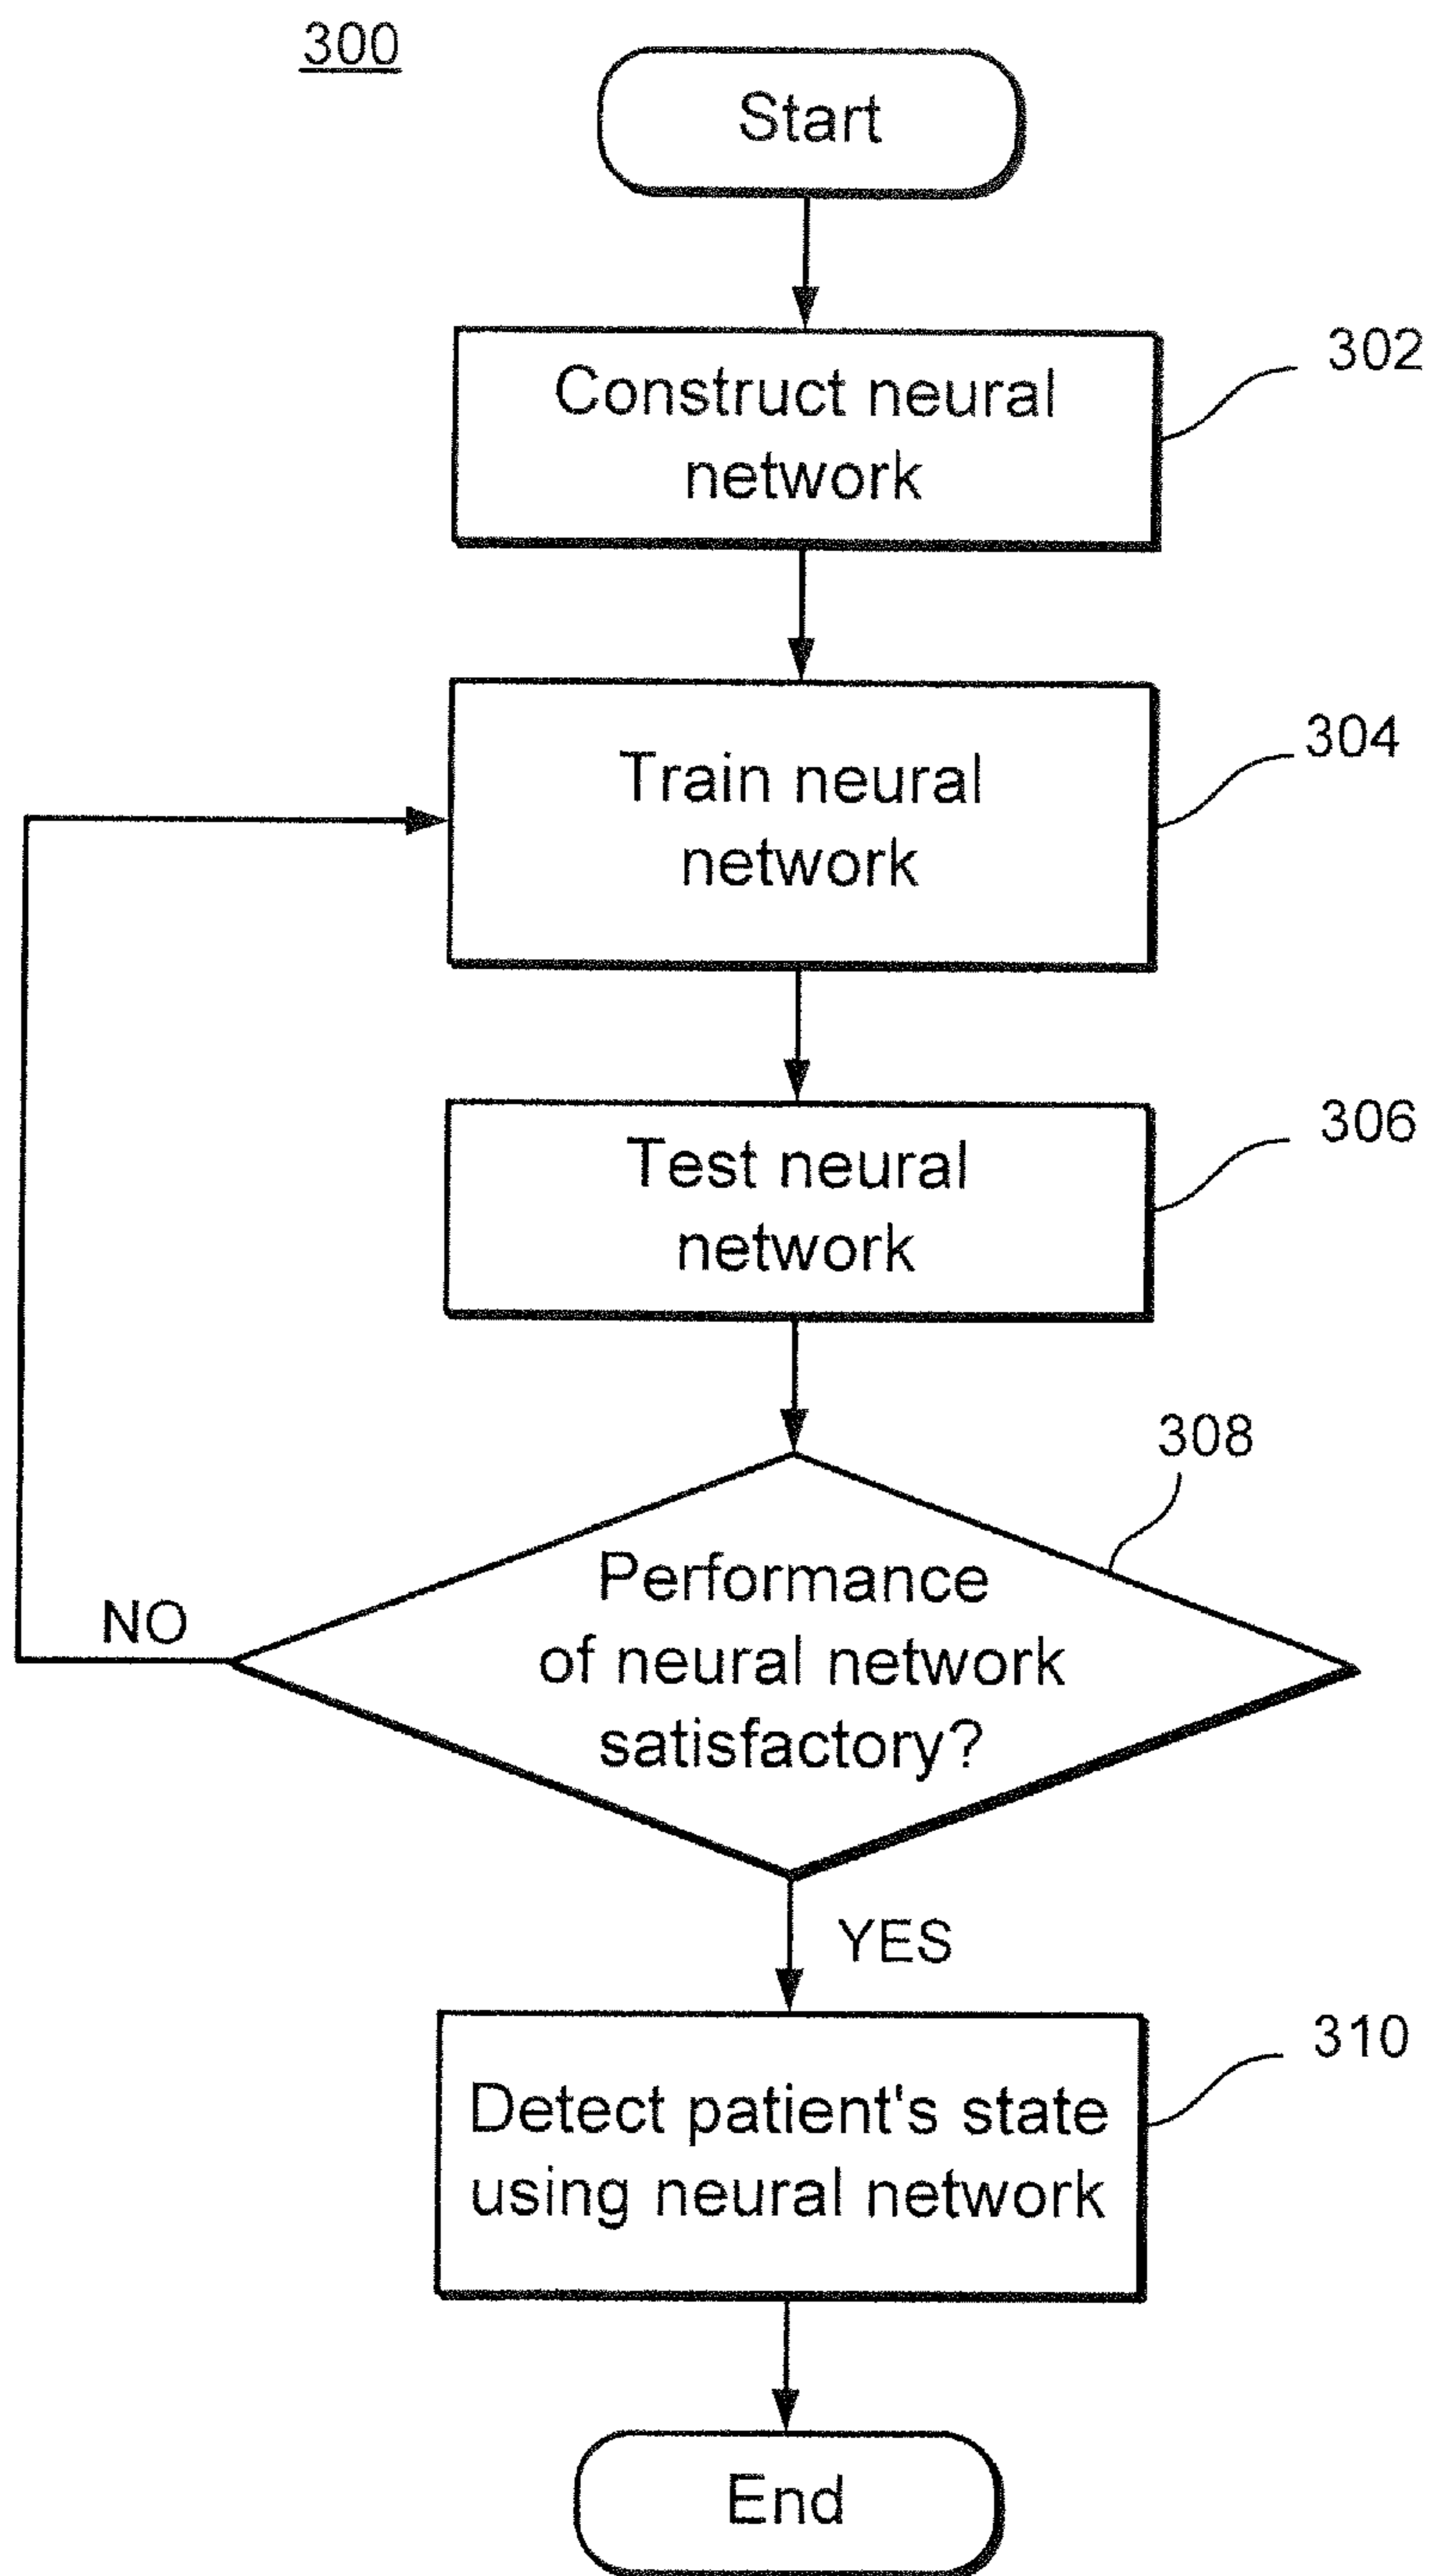 300
Start
Construct neural
network
302
Train neural
network
304
Test neural
network
306
308
Performance
of neural network
satisfactory?
NO
YES
Detect patient's state
using neural network
310
End